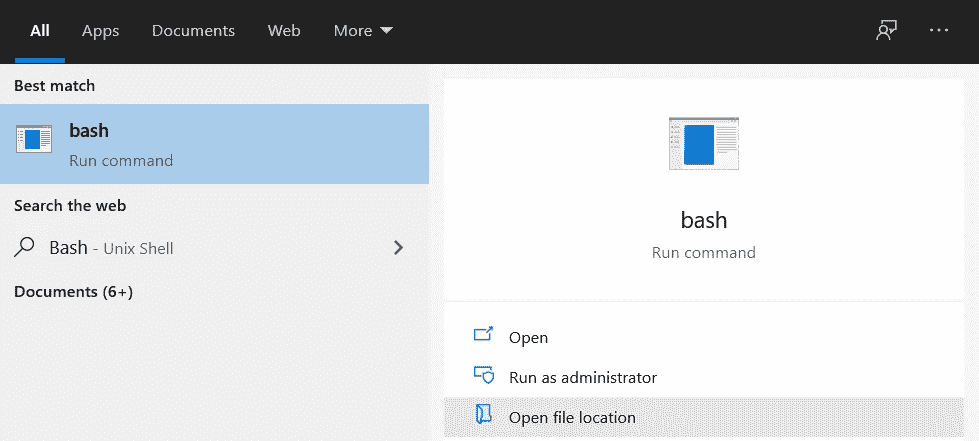 All Apps Documents Web More
Best match
bash
Run command
Search the web
Bash - Unix Shell
Documents (6+)
bash
Run command
Open
Run as administrator
Open file location